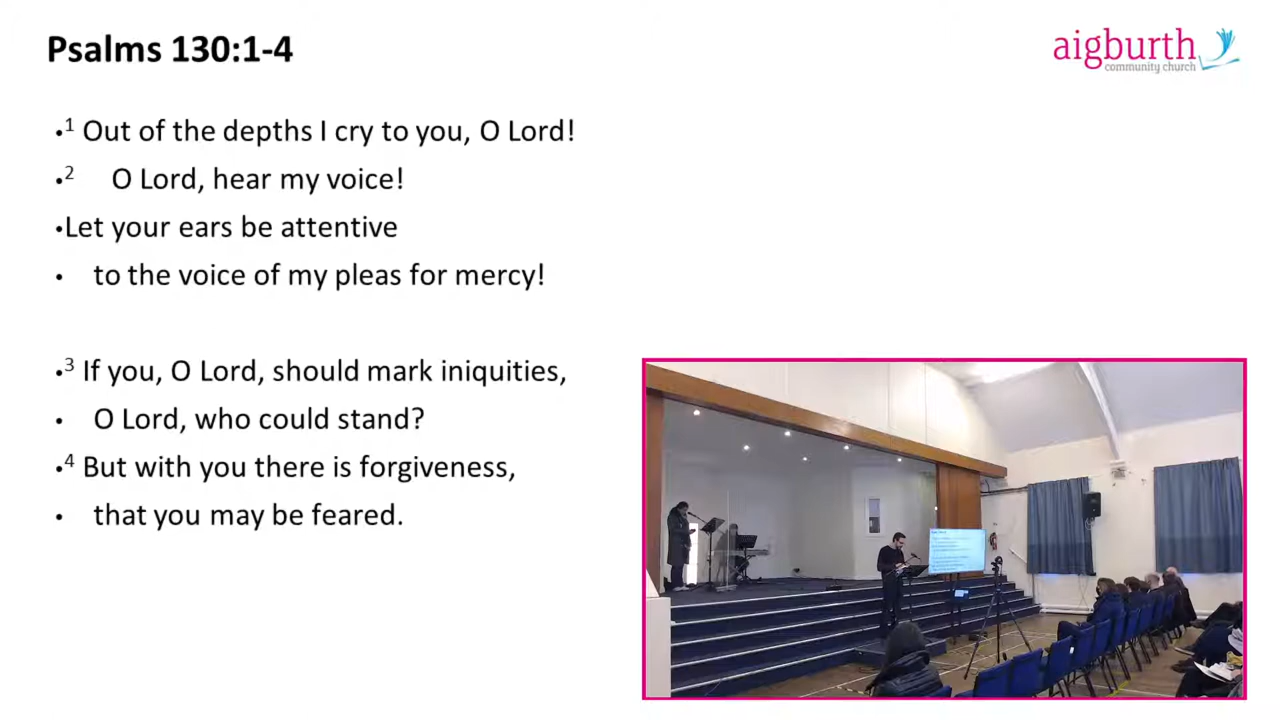 Psalms 130:1-4
aigburth
community church
•1 Out of the depths I cry to you, O Lord!
•2 O Lord, hear my voice!
•Let your ears be attentive
• to the voice of my pleas for mercy!
•3 If you, O Lord, should mark iniquities,
• O Lord, who could stand?
•4 But with you there is forgiveness,
• that you may be feared.